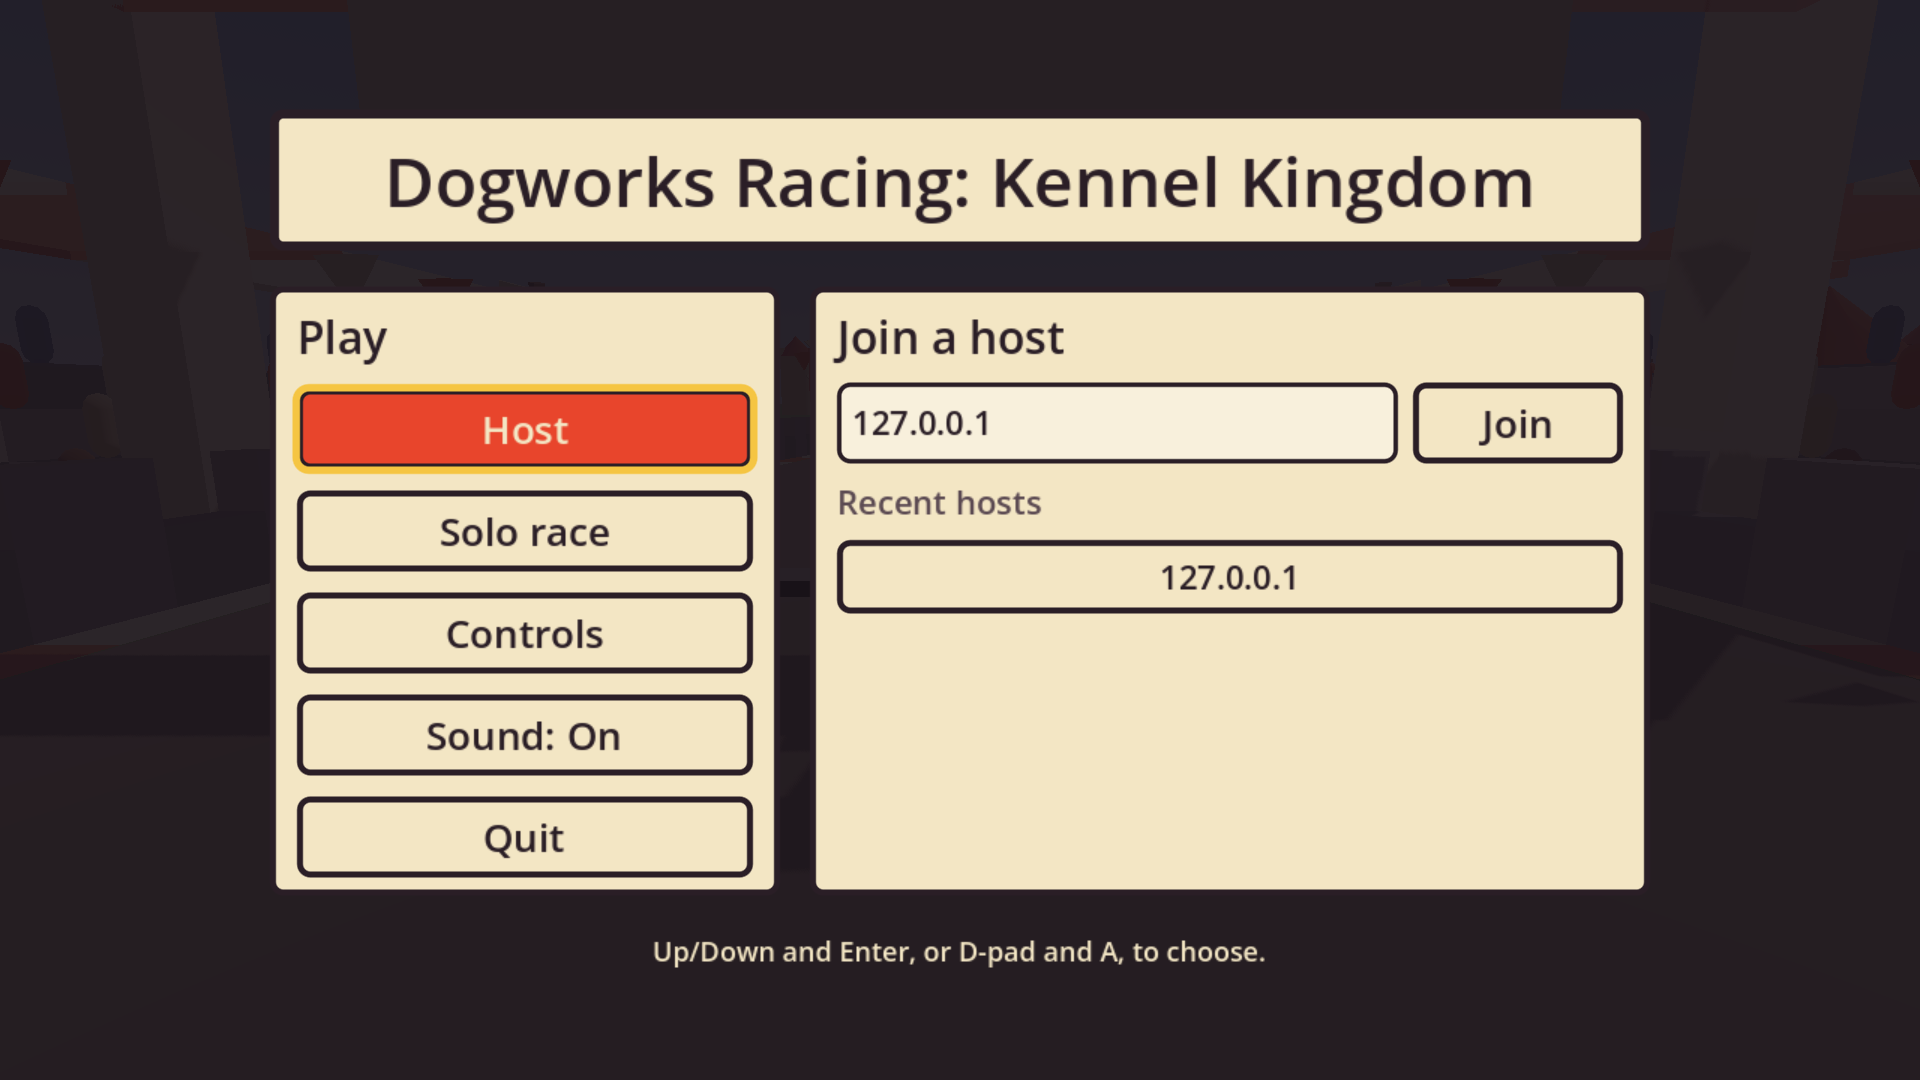 Dogworks Racing: Kennel Kingdom
Play
Host
Solo race
Controls
Sound: On
Quit
Join a host
127.0.0.1
Join
Recent hosts
127.0.0.1
Up/Down and Enter, or D-pad and A, to choose.